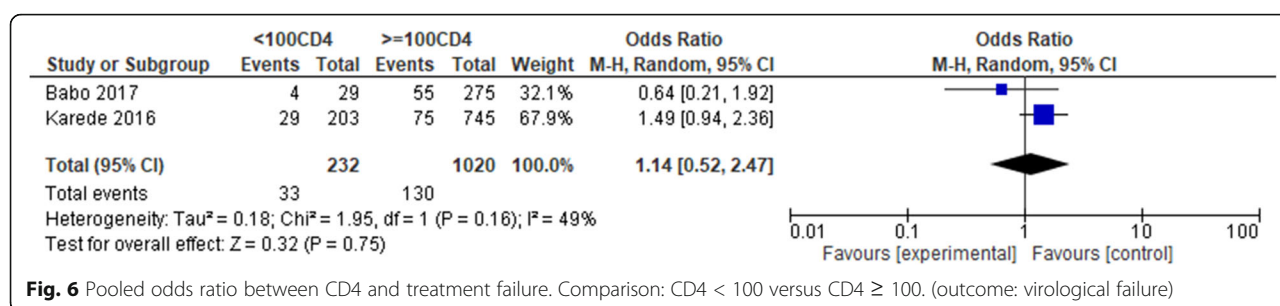 <100CD4 >=100CD4 Odds Ratio Odds Ratio
Study or Subgroup Events Total Events Total Weight M-H, Random, 95% CI M-H, Random, 95% CI
Babo 2017 4 29 55 275 32.1% 0.64 [0.21, 1.92]
Karede 2016 29 203 75 745 67.9% 1.49 [0.94, 2.36]
Total (95% CI) 232 1020 100.0% 1.14 [0.52, 2.47]
Total events 33 130
Heterogeneity: Tau² = 0.18; Chi² = 1.95, df = 1 (P = 0.16); I² = 49%
Test for overall effect: Z = 0.32 (P = 0.75)
0.01 0.1 1 10 100
Favours [experimental] Favours [control]
Fig. 6 Pooled odds ratio between CD4 and treatment failure. Comparison: CD4 < 100 versus CD4 ≥ 100. (outcome: virological failure)